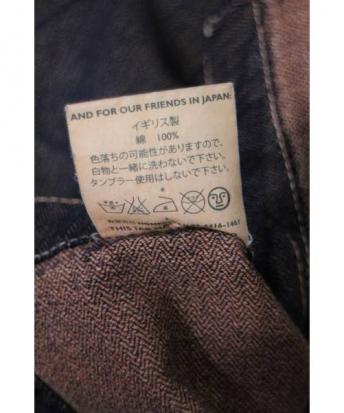 AND FOR OUR FRIENDS IN JAPAN:
イギリス製
綿 100%
色落ちの可能性がありますので、
白物と一緒に洗わないで下さい。
タンブラー使用はしないで下さい。
THIS